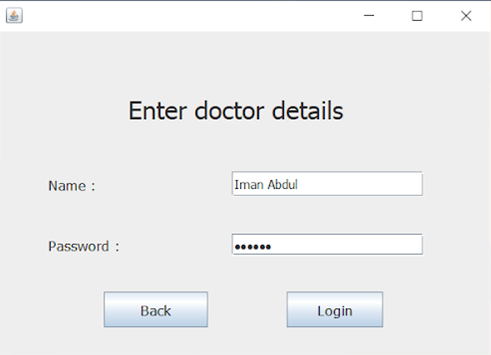 Enter doctor details
Name : Iman Abdul
Password : ••••••
Back Login